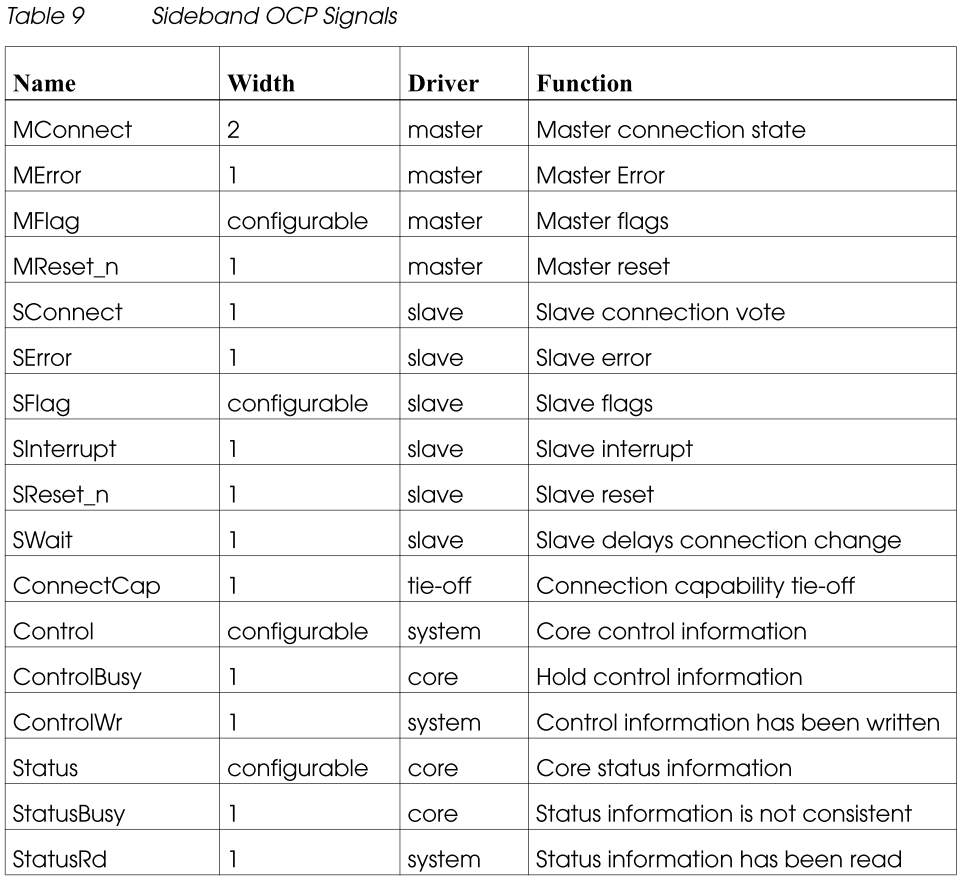 Table 9 Sideband OCP Signals
Name Width Driver Function
MConnect 2 master Master connection state
MError 1 master Master Error
MFlag configurable master Master flags
MReset_n 1 master Master reset
SConnect 1 slave Slave connection vote
SError 1 slave Slave error
SFlag configurable slave Slave flags
SInterrupt 1 slave Slave interrupt
SReset_n 1 slave Slave reset
SWait 1 slave Slave delays connection change
ConnectCap 1 tie-off Connection capability tie-off
Control configurable system Core control information
ControlBusy 1 core Hold control information
ControlWr 1 system Control information has been written
Status configurable core Core status information
StatusBusy 1 core Status information is not consistent
StatusRd 1 system Status information has been read